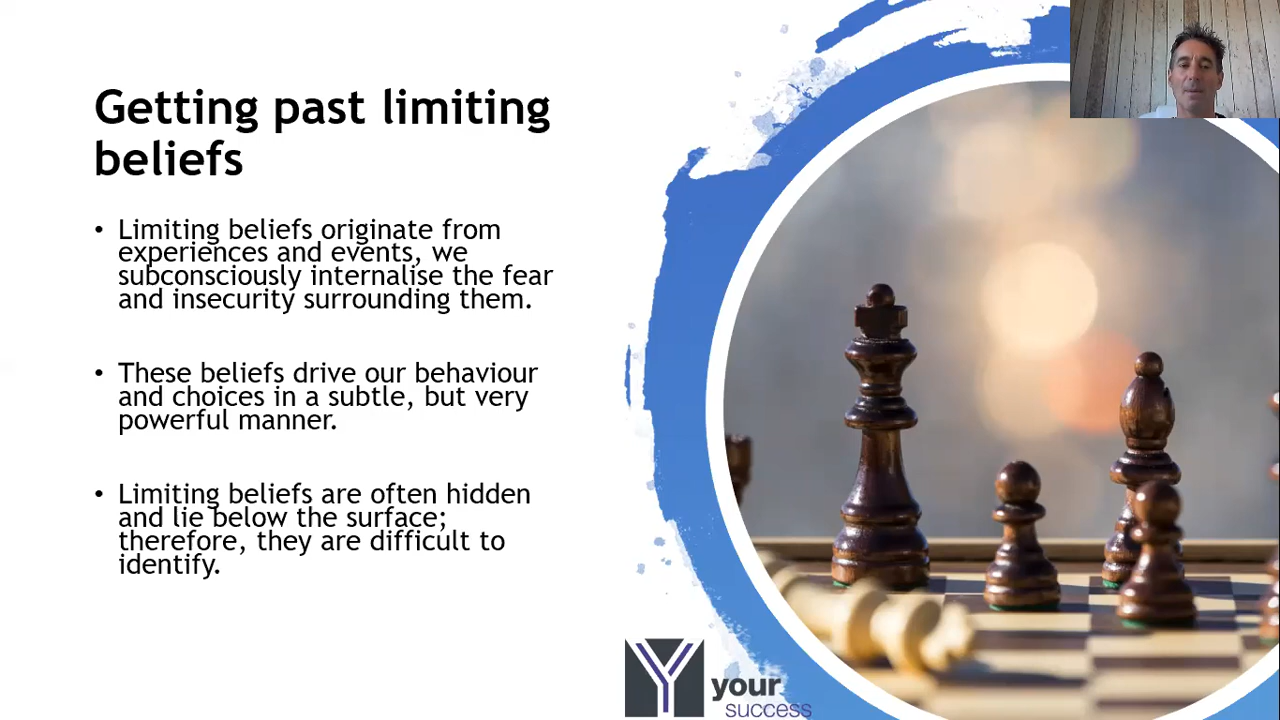 Getting past limiting
beliefs
• Limiting beliefs originate from
experiences and events, we
subconsciously internalise the fear
and insecurity surrounding them.
• These beliefs drive our behaviour
and choices in a subtle, but very
powerful manner.
• Limiting beliefs are often hidden
and lie below the surface;
therefore, they are difficult to
identify.
Y
your
success